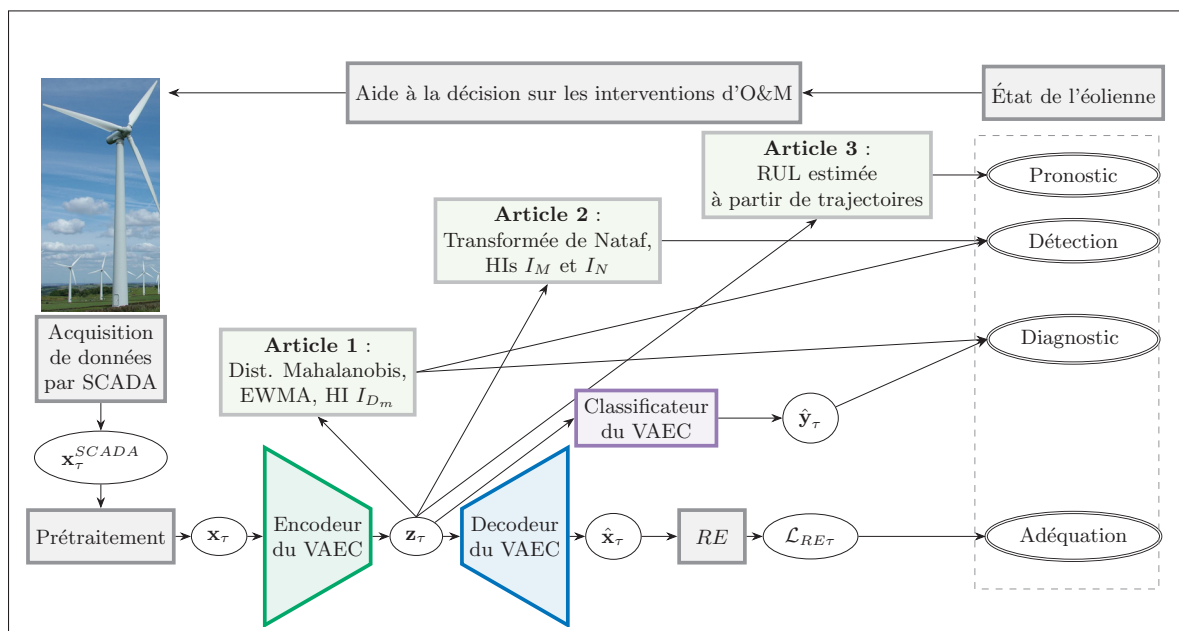 Aide à la décision sur les interventions d'O&M
État de l'éolienne
Article 3 :
RUL estimée
à partir de trajectoires
Pronostic
Article 2 :
Transformée de Nataf,
HIs I_M et I_N
Détection
Acquisition
de données
par SCADA
Article 1 :
Dist. Mahalanobis,
EWMA, HI I_{D_m}
Diagnostic
Classificateur
du VAEC
ŷ_τ
x_τ^{SCADA}
Prétraitement
x_τ
Encodeur
du VAEC
z_τ
Decodeur
du VAEC
x̂_τ
RE
ℒ_{RE_τ}
Adéquation